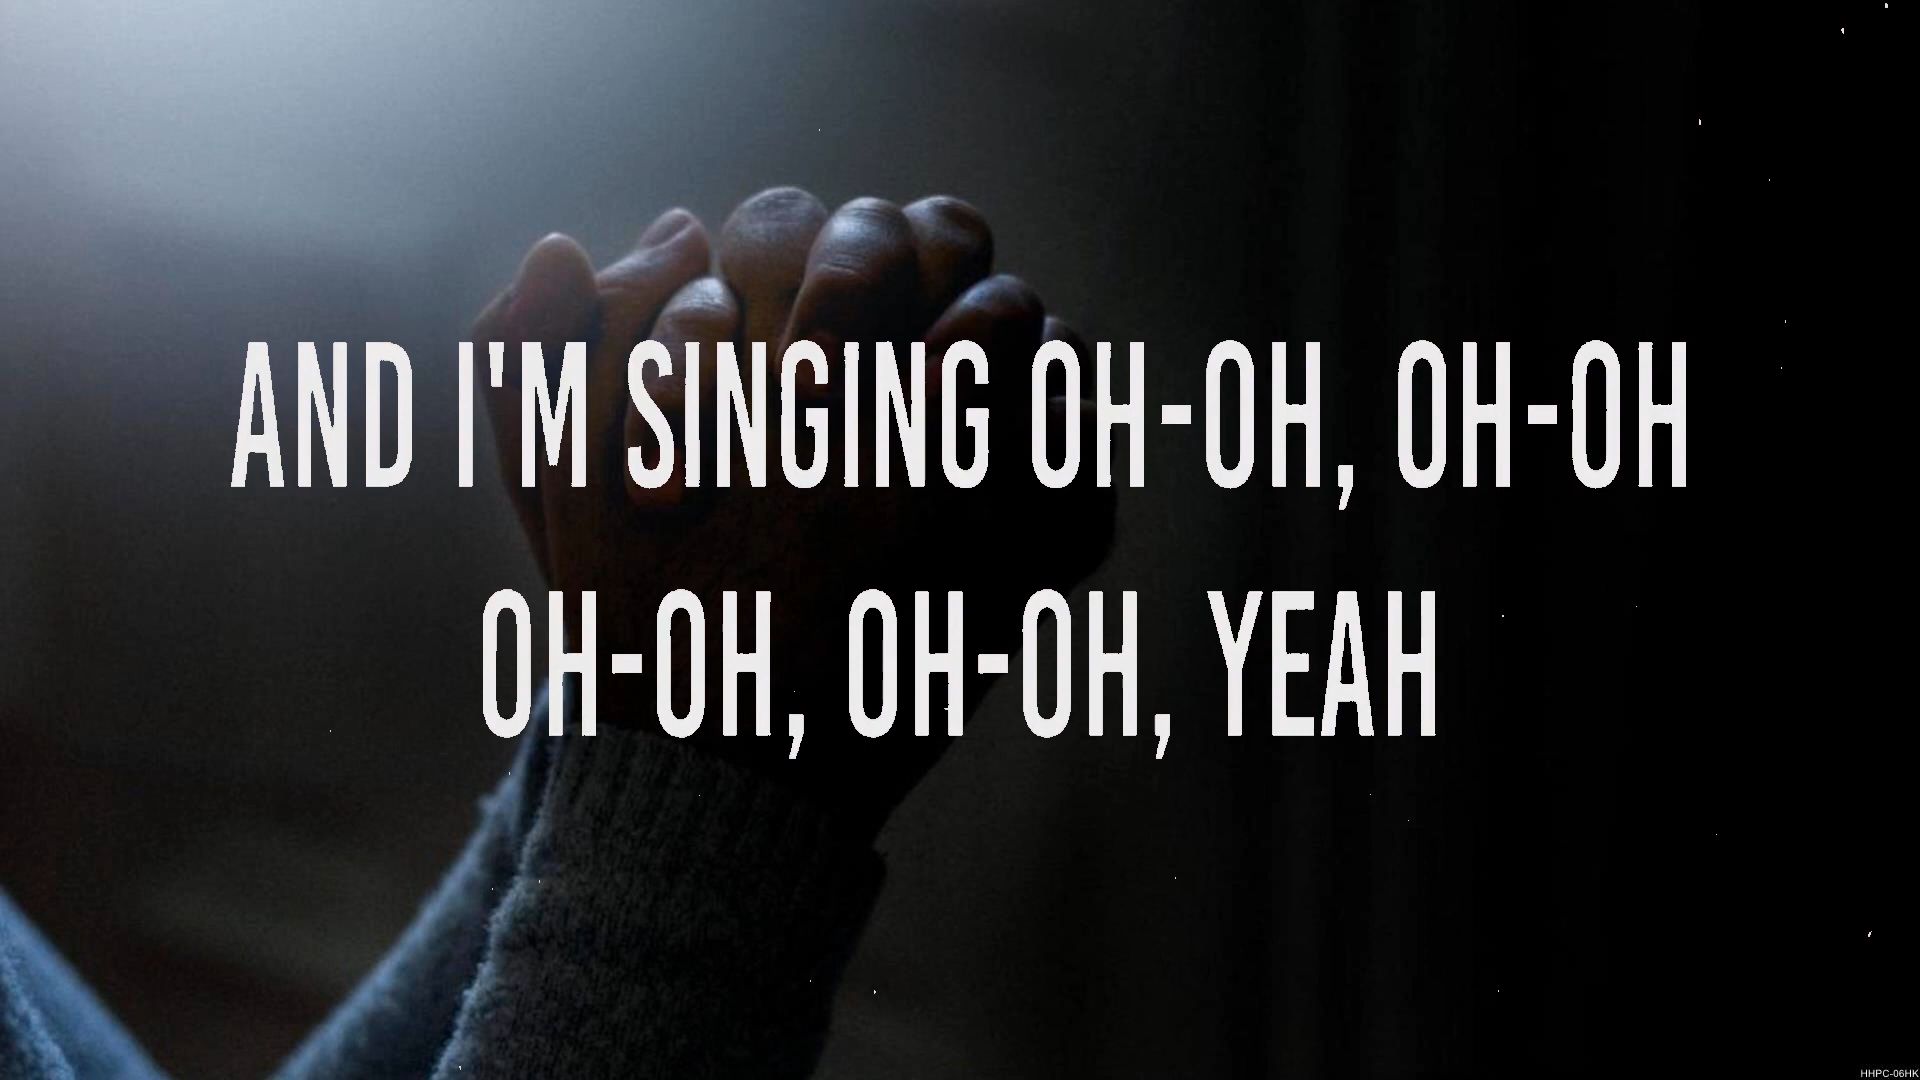 AND I'M SINGING OH-OH, OH-OH
OH-OH, OH-OH, YEAH
HHPC-06HK